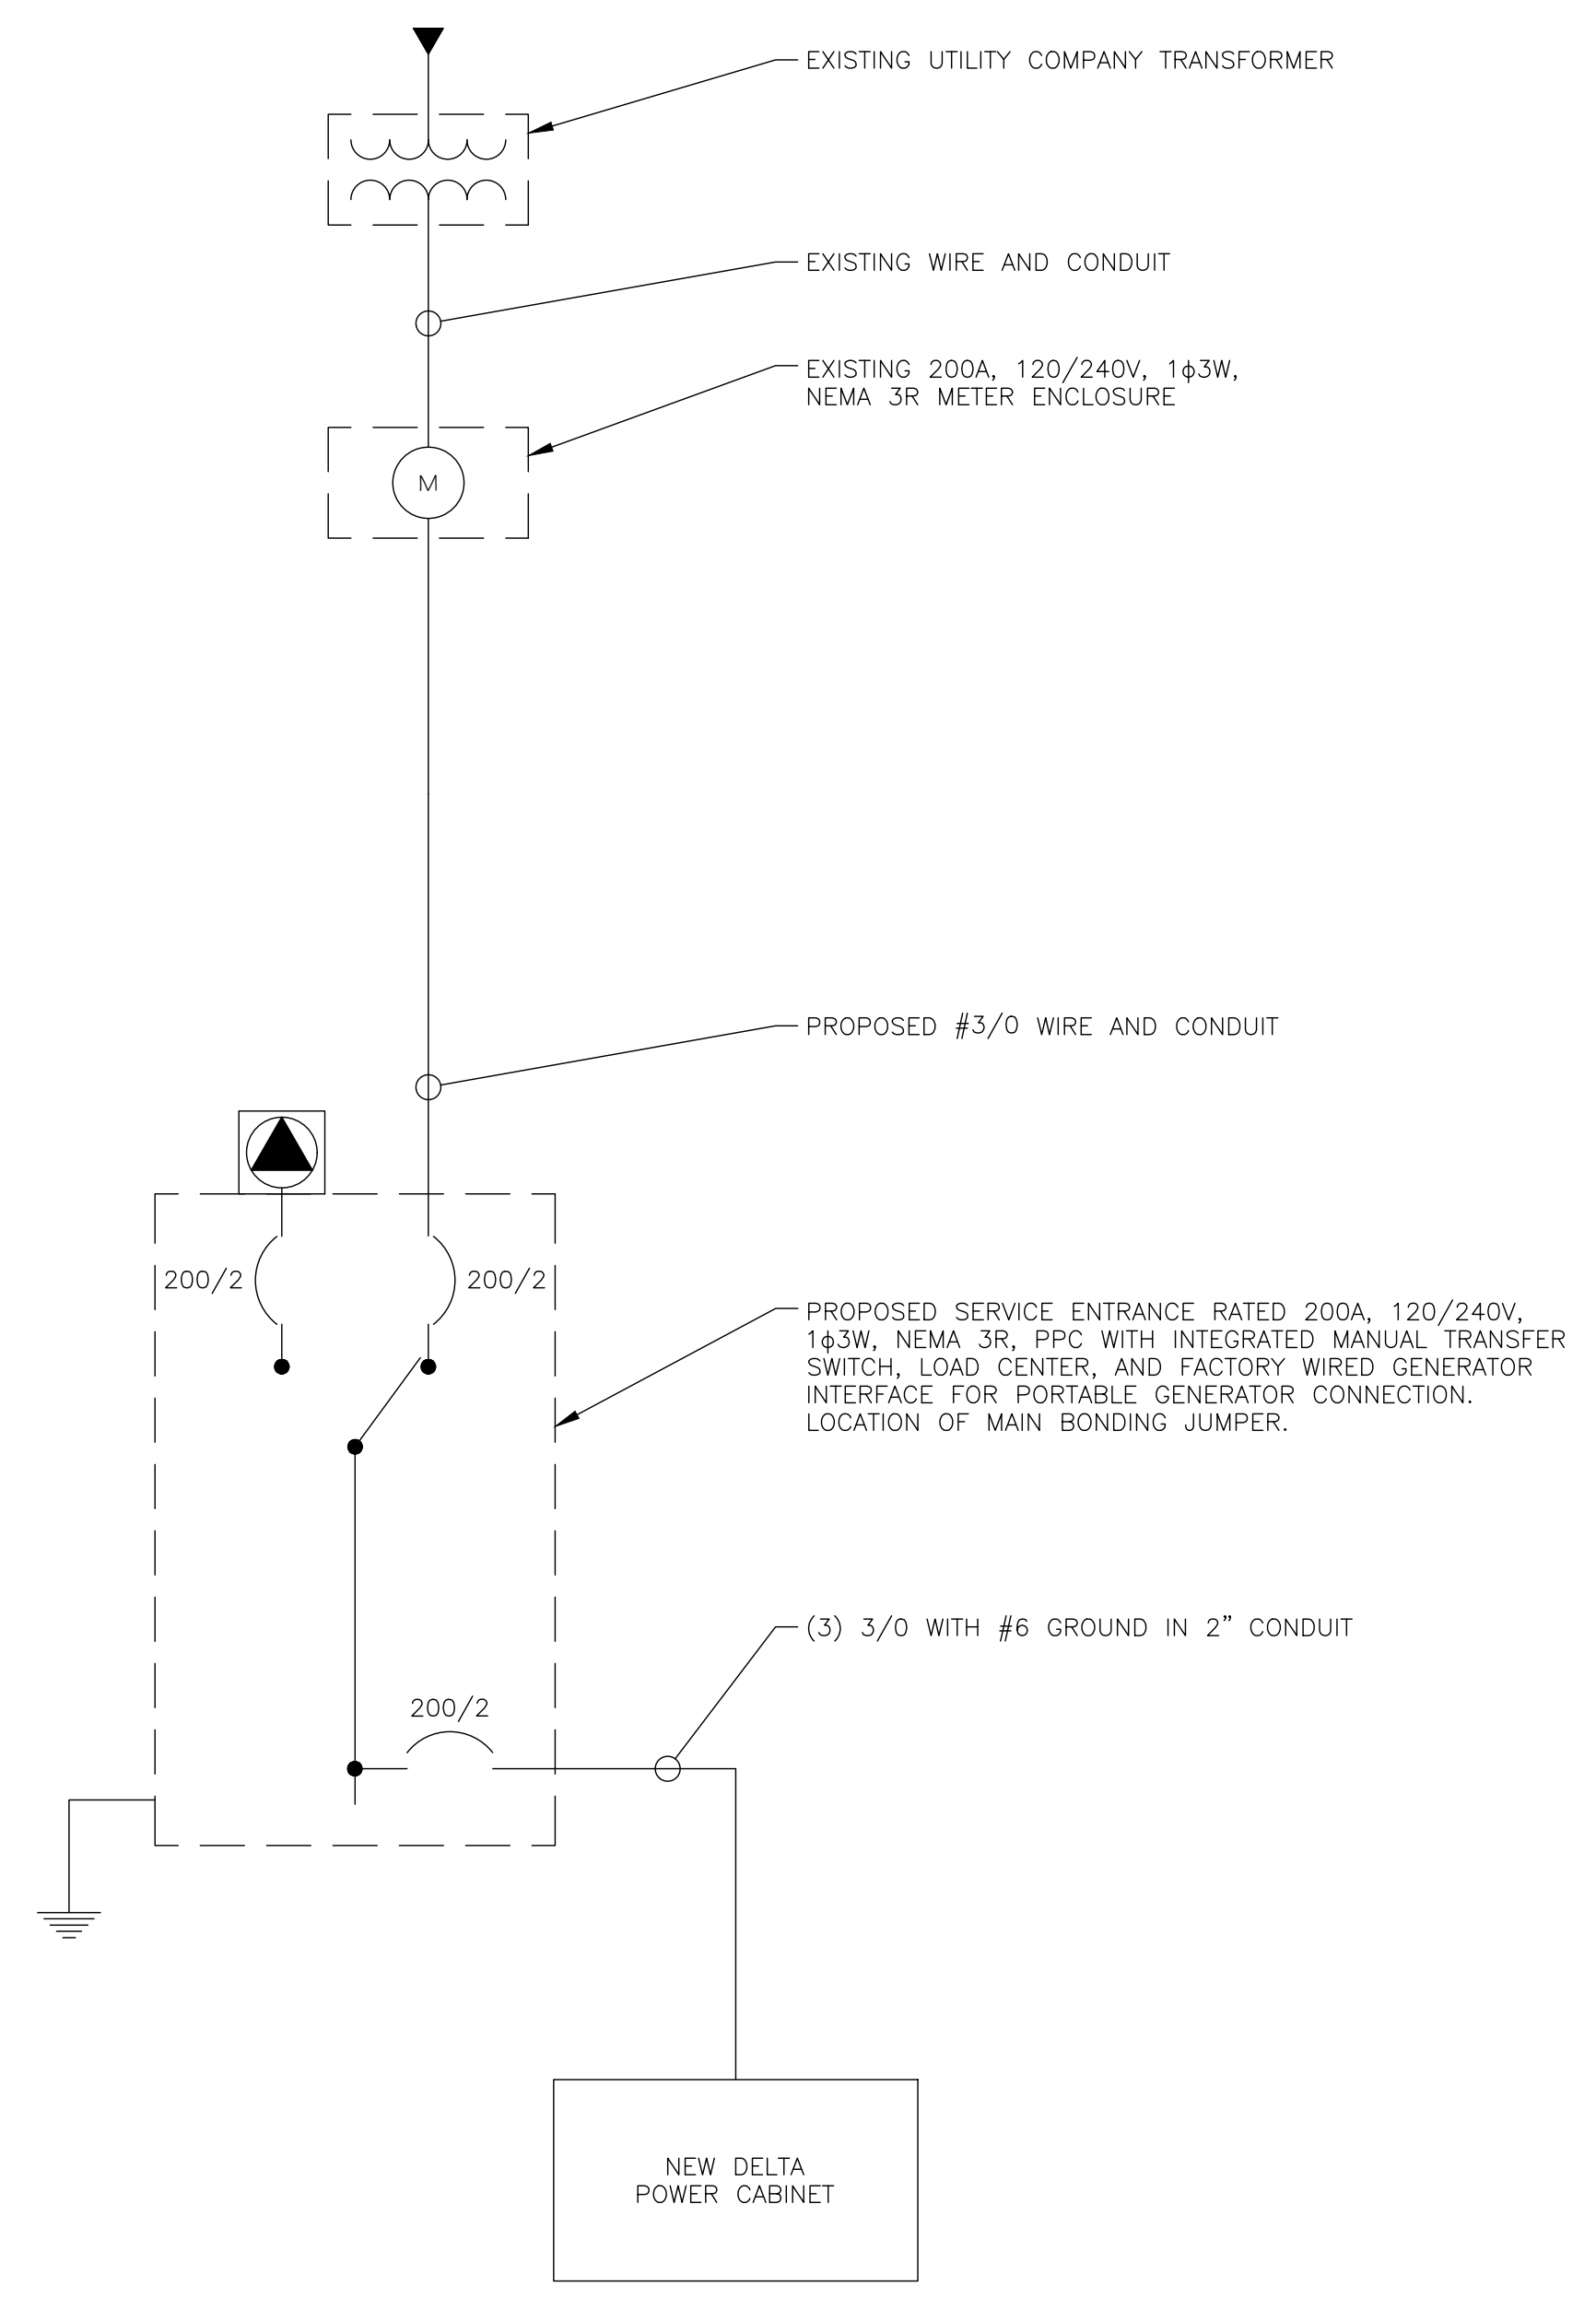 EXISTING UTILITY COMPANY TRANSFORMER
EXISTING WIRE AND CONDUIT
EXISTING 200A, 120/240V, 1ϕ3W,
NEMA 3R METER ENCLOSURE
M
PROPOSED #3/0 WIRE AND CONDUIT
200/2
200/2
PROPOSED SERVICE ENTRANCE RATED 200A, 120/240V,
1ϕ3W, NEMA 3R, PPC WITH INTEGRATED MANUAL TRANSFER
SWITCH, LOAD CENTER, AND FACTORY WIRED GENERATOR
INTERFACE FOR PORTABLE GENERATOR CONNECTION.
LOCATION OF MAIN BONDING JUMPER.
(3) 3/0 WITH #6 GROUND IN 2" CONDUIT
200/2
NEW DELTA
POWER CABINET